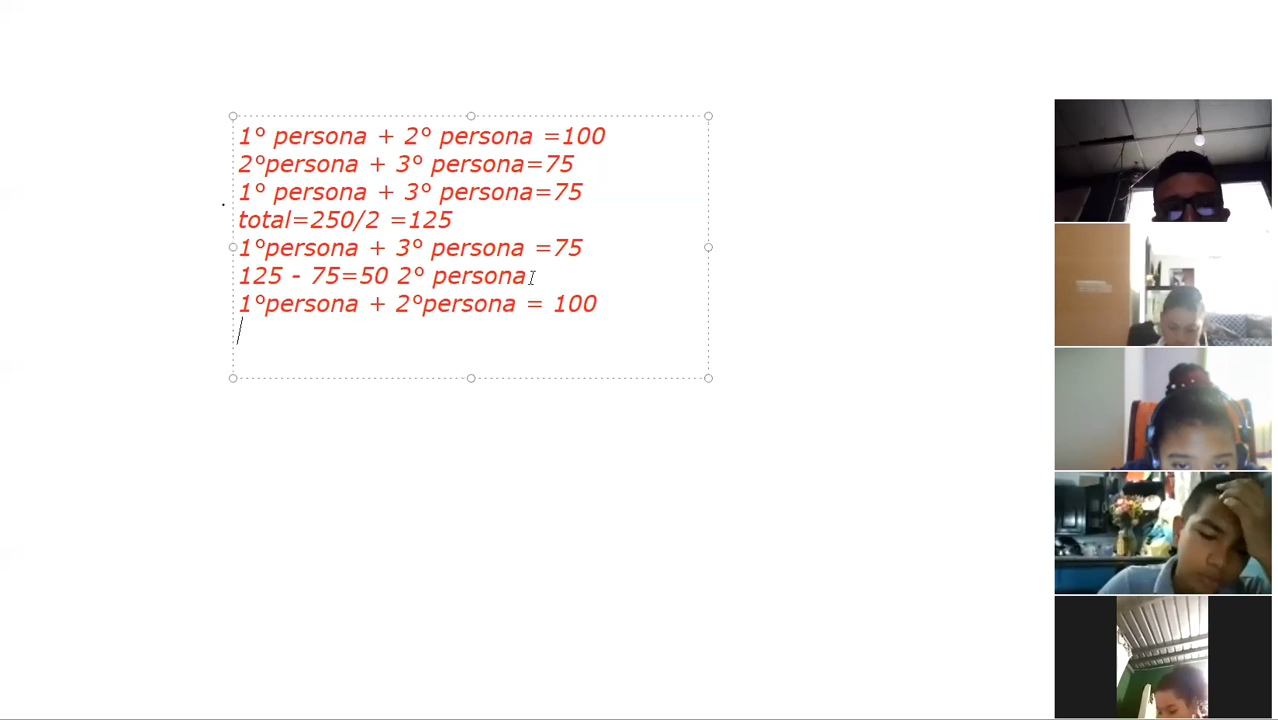 1° persona + 2° persona =100
2°persona + 3° persona=75
1° persona + 3° persona=75
total=250/2 =125
1°persona + 3° persona =75
125 - 75=50 2° persona
1°persona + 2°persona = 100